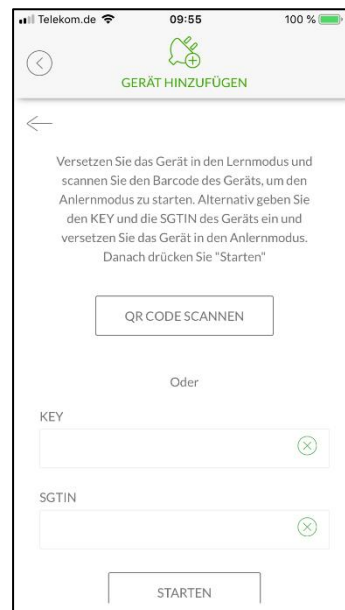 Telekom.de 09:55 100 %
GERÄT HINZUFÜGEN
Versetzen Sie das Gerät in den Lernmodus und
scannen Sie den Barcode des Geräts, um den
Anlernmodus zu starten. Alternativ geben Sie
den KEY und die SGTIN des Geräts ein und
versetzen Sie das Gerät in den Anlernmodus.
Danach drücken Sie "Starten"
QR CODE SCANNEN
Oder
KEY
SGTIN
STARTEN